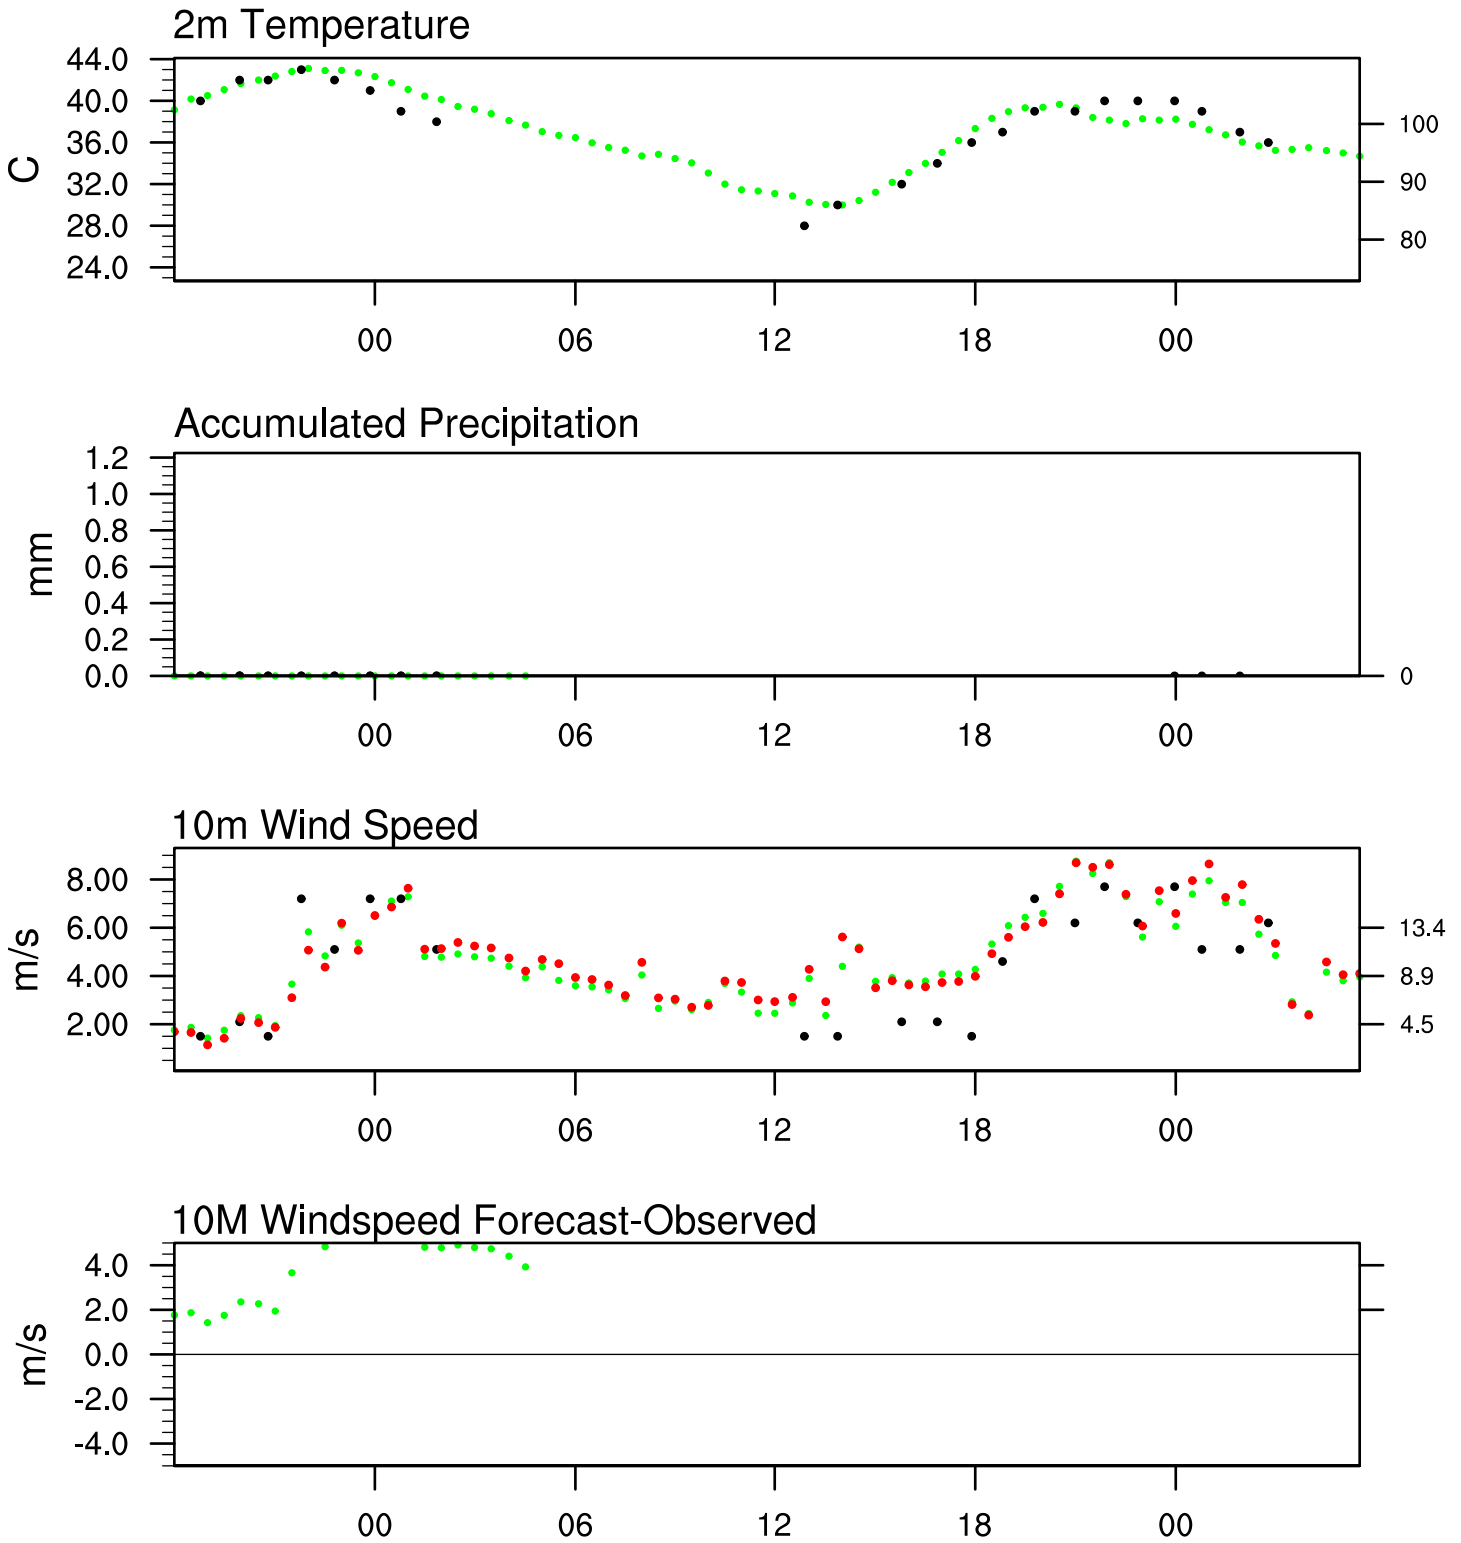 2m Temperature
44.0
40.0
36.0
32.0
28.0
24.0
C
100
90
80
00 06 12 18 00
Accumulated Precipitation
1.2
1.0
0.8
0.6
0.4
0.2
0.0
mm
0
00 06 12 18 00
10m Wind Speed
8.00
6.00
4.00
2.00
m/s
13.4
8.9
4.5
00 06 12 18 00
10M Windspeed Forecast-Observed
4.0
2.0
0.0
-2.0
-4.0
m/s
00 06 12 18 00